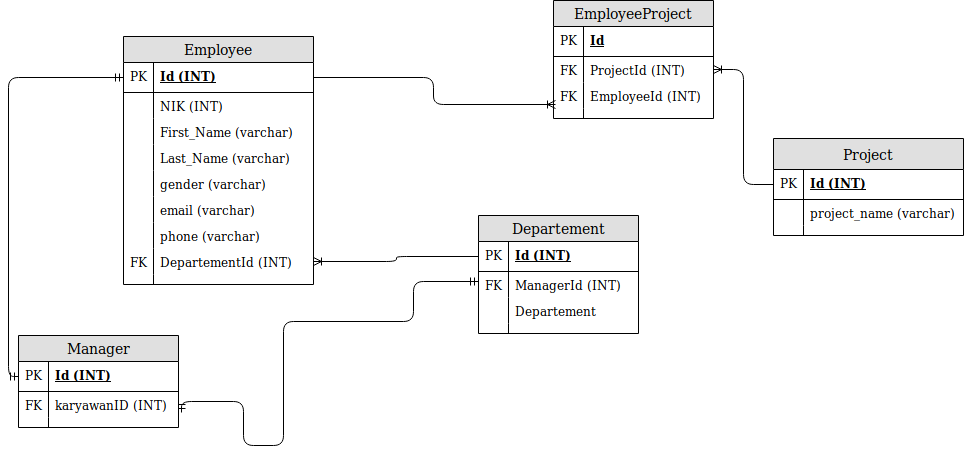 EmployeeProject
PK Id
FK ProjectId (INT)
FK EmployeeId (INT)
Employee
PK Id (INT)
NIK (INT)
First_Name (varchar)
Last_Name (varchar)
gender (varchar)
email (varchar)
phone (varchar)
FK DepartementId (INT)
Project
PK Id (INT)
project_name (varchar)
Departement
PK Id (INT)
FK ManagerId (INT)
Departement
Manager
PK Id (INT)
FK karyawanID (INT)